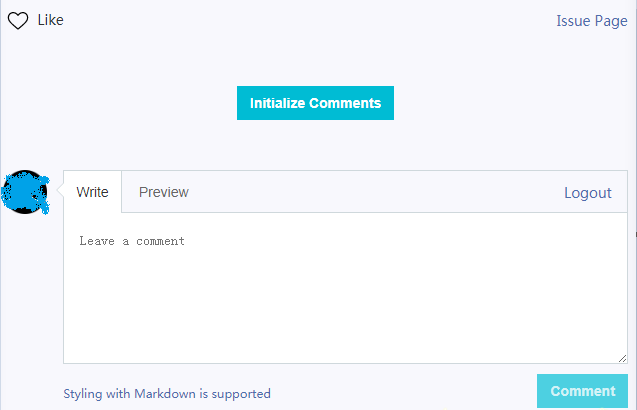 Like
Issue Page
Initialize Comments
Write
Preview
Logout
Leave a comment
Styling with Markdown is supported
Comment